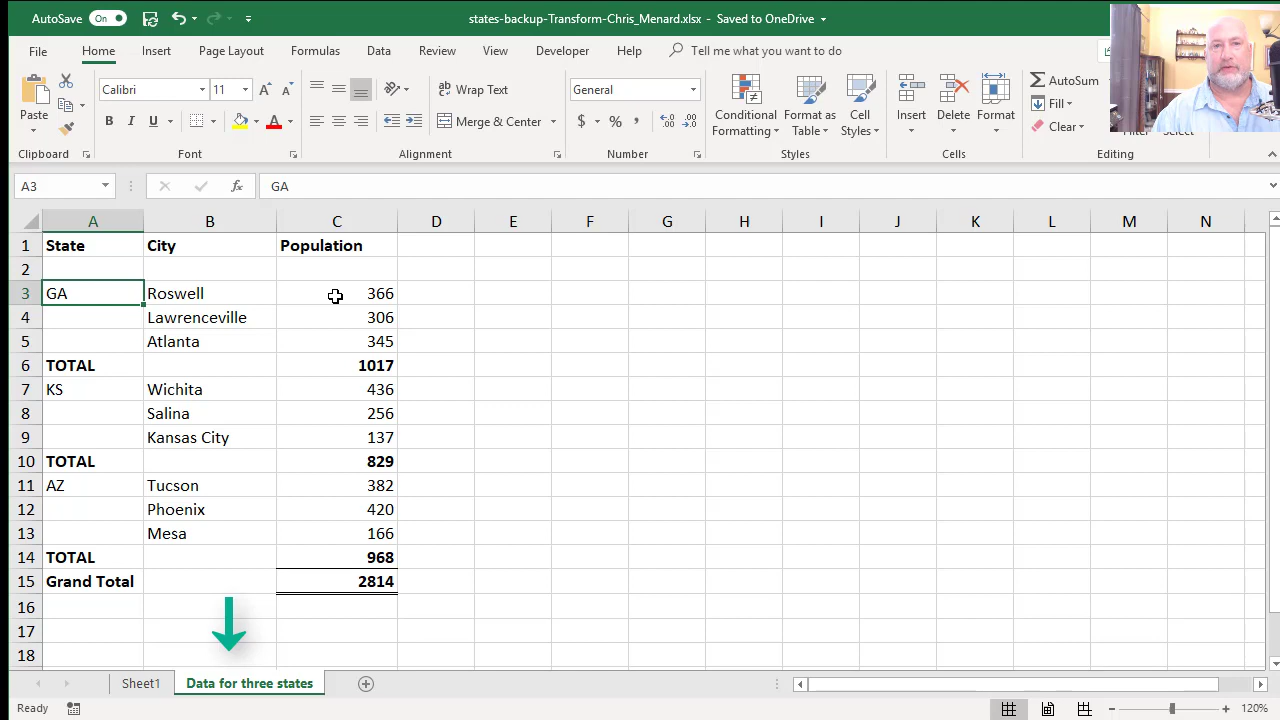 AutoSave On states-backup-Transform-Chris_Menard.xlsx - Saved to OneDrive
File Home Insert Page Layout Formulas Data Review View Developer Help Tell me what you want to do
Calibri 11 ab Wrap Text General AutoSum
Paste B I U A Merge & Center $ % , Conditional Formatting Format as Table Cell Styles Insert Delete Format Fill Clear
Clipboard Font Alignment Number Styles Cells Editing
A3 fx GA
A B C D E F G H I J K L M N
1 State City Population
2
3 GA Roswell 366
4 Lawrenceville 306
5 Atlanta 345
6 TOTAL 1017
7 KS Wichita 436
8 Salina 256
9 Kansas City 137
10 TOTAL 829
11 AZ Tucson 382
12 Phoenix 420
13 Mesa 166
14 TOTAL 968
15 Grand Total 2814
16
17
18
Sheet1 Data for three states
Ready 120%